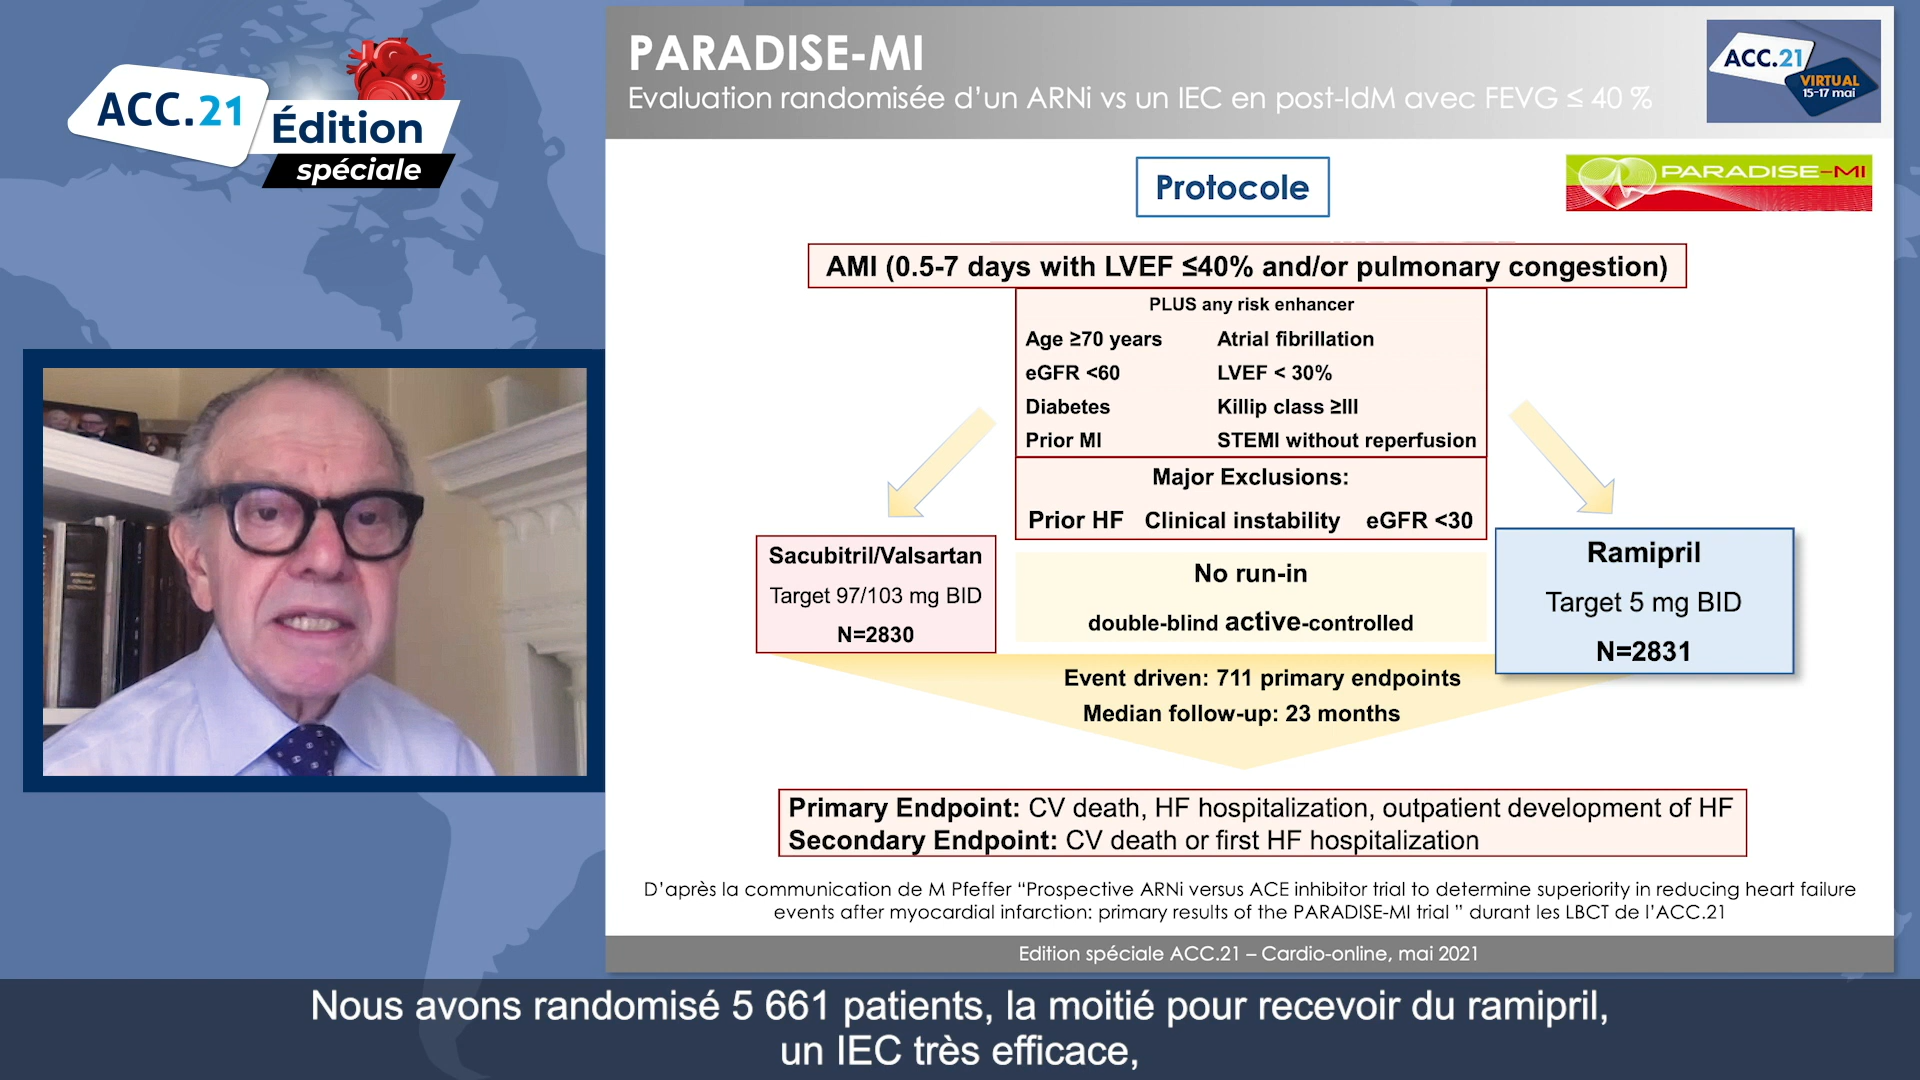 ACC.21
Édition
spéciale
PARADISE-MI
Evaluation randomisée d’un ARNi vs un IEC en post-IdM avec FEVG ≤ 40 %
ACC.21
VIRTUAL
15-17 mai
Protocole
PARADISE-MI
AMI (0.5-7 days with LVEF ≤40% and/or pulmonary congestion)
PLUS any risk enhancer
Age ≥70 years Atrial fibrillation
eGFR <60 LVEF < 30%
Diabetes Killip class ≥III
Prior MI STEMI without reperfusion
Major Exclusions:
Prior HF Clinical instability eGFR <30
Sacubitril/Valsartan
Target 97/103 mg BID
N=2830
No run-in
double-blind active-controlled
Ramipril
Target 5 mg BID
N=2831
Event driven: 711 primary endpoints
Median follow-up: 23 months
Primary Endpoint: CV death, HF hospitalization, outpatient development of HF
Secondary Endpoint: CV death or first HF hospitalization
D’après la communication de M Pfeffer “Prospective ARNi versus ACE inhibitor trial to determine superiority in reducing heart failure
events after myocardial infarction: primary results of the PARADISE-MI trial ” durant les LBCT de l’ACC.21
Edition spéciale ACC.21 – Cardio-online, mai 2021
Nous avons randomisé 5 661 patients, la moitié pour recevoir du ramipril,
un IEC très efficace,